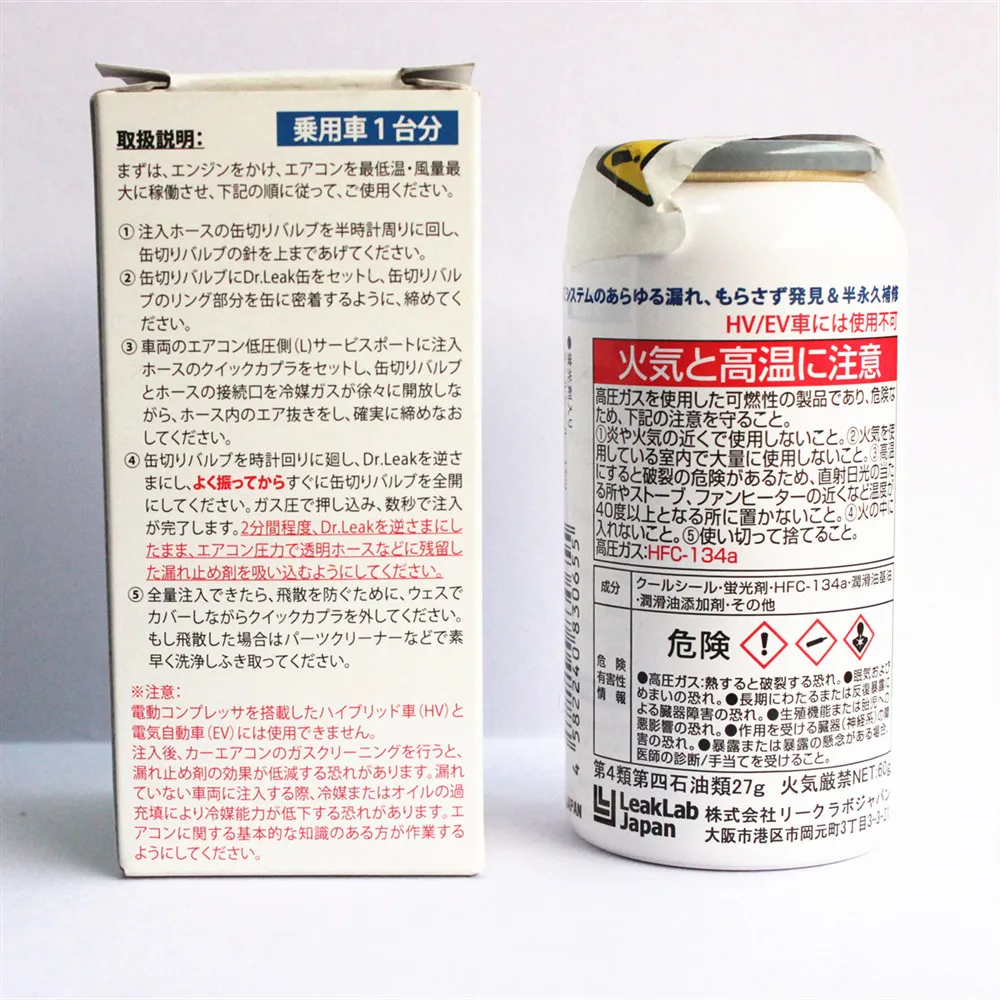 取扱説明:
乗用車1台分
まずは、エンジンをかけ、エアコンを最低温・風量最
大に稼働させ、下記の順に従って、ご使用ください。
① 注入ホースの缶切りバルブを半時計周りに回し、
缶切りバルブの針を上まであげてください。
② 缶切りバルブにDr.Leak缶をセットし、缶切りバル
ブのリング部分を缶に密着するように、締めてく
ださい。
③ 車両のエアコン低圧側(L)サービスポートに注入
ホースのクイックカプラをセットし、缶切りバルブ
とホースの接続口を冷媒ガスが徐々に開放しな
がら、ホース内のエア抜きをし、確実に締めなお
してください。
④ 缶切りバルブを時計回りに廻し、Dr.Leakを逆さ
まにし、よく振ってからすぐに缶切りバルブを全開
にしてください。ガス圧で押し込み、数秒で注入
が完了します。2分間程度、Dr.Leakを逆さまにし
たまま、エアコン圧力で透明ホースなどに残留し
た漏れ止め剤を吸い込むようにしてください。
⑤ 全量注入できたら、飛散を防ぐために、ウェスで
カバーしながらクイックカプラを外してください。
もし飛散した場合はパーツクリーナーなどで素
早く洗浄しふき取ってください。
※注意:
電動コンプレッサを搭載したハイブリッド車(HV)と
電気自動車(EV)には使用できません。
注入後、カーエアコンのガスクリーニングを行うと、
漏れ止め剤の効果が低減する恐れがあります。漏れ
ていない車両に注入する際、冷媒またはオイルの過
充填により冷媒能力が低下する恐れがあります。エ
アコンに関する基本的な知識のある方が作業する
ようにしてください。
システムのあらゆる漏れ、もらさず発見&半永久補修
HV/EV車には使用不可
火気と高温に注意
高圧ガスを使用した可燃性の製品であり、危険な
ため、下記の注意を守ること。
①炎や火気の近くで使用しないこと。②火気を使
用している室内で大量に使用しないこと。③高温
にすると破裂の危険があるため、直射日光の当た
る所やストーブ、ファンヒーターの近くなど温度が
40度以上となる所に置かないこと。④火の中に
入れないこと。⑤使い切って捨てること。
高圧ガス:HFC-134a
成分
クールシール・蛍光剤・HFC-134a・潤滑油基油
・潤滑油添加剤・その他
危険
有害性
情報
危険
●高圧ガス:熱すると破裂する恐れ。●眠気および
めまいの恐れ。●長期にわたるまたは反復暴露に
よる臓器障害の恐れ。●生殖機能または胎児への
悪影響の恐れ。●作用を受ける臓器(神経系)の障
害の恐れ。●暴露または暴露の懸念がある場合、
医師の診断/手当てを受けること。
第4類第四石油類27g 火気厳禁NET:60g
LeakLab
Japan
株式会社リークラボジャパン
大阪市港区市岡元町3丁目3-3-21
4 582240 830655
JAPAN